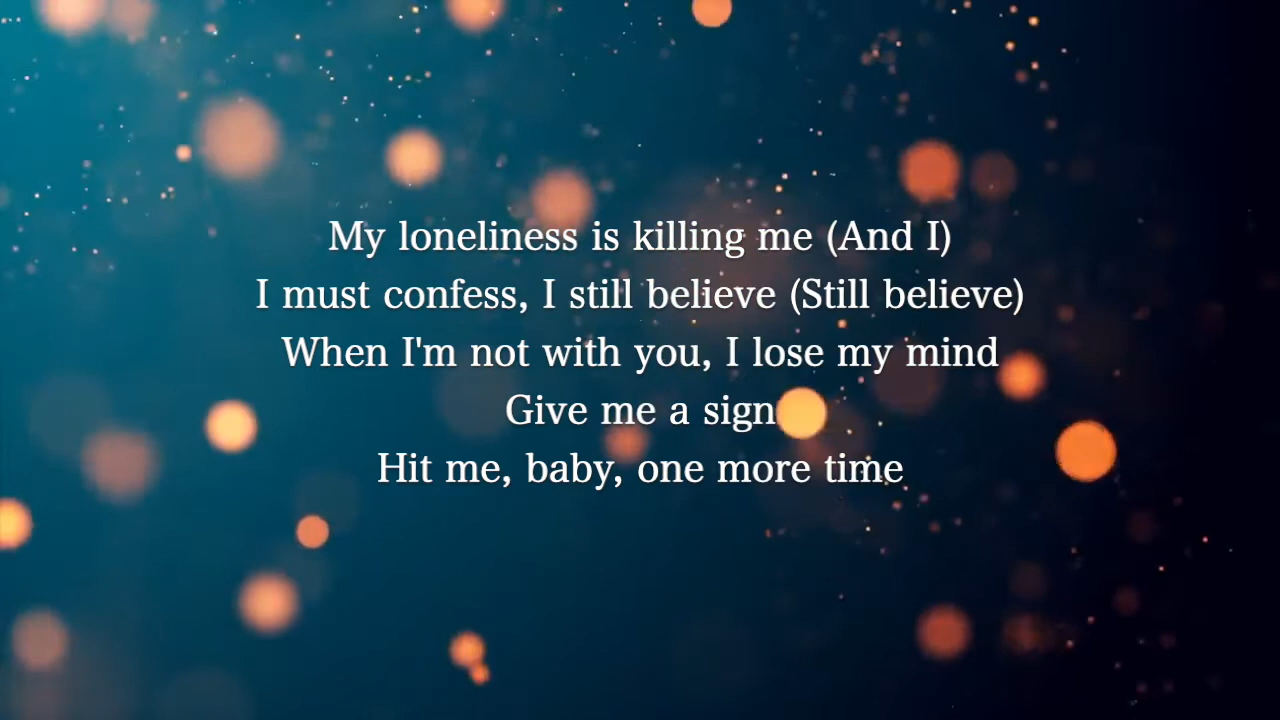 My loneliness is killing me (And I)
I must confess, I still believe (Still believe)
When I'm not with you, I lose my mind
Give me a sign
Hit me, baby, one more time